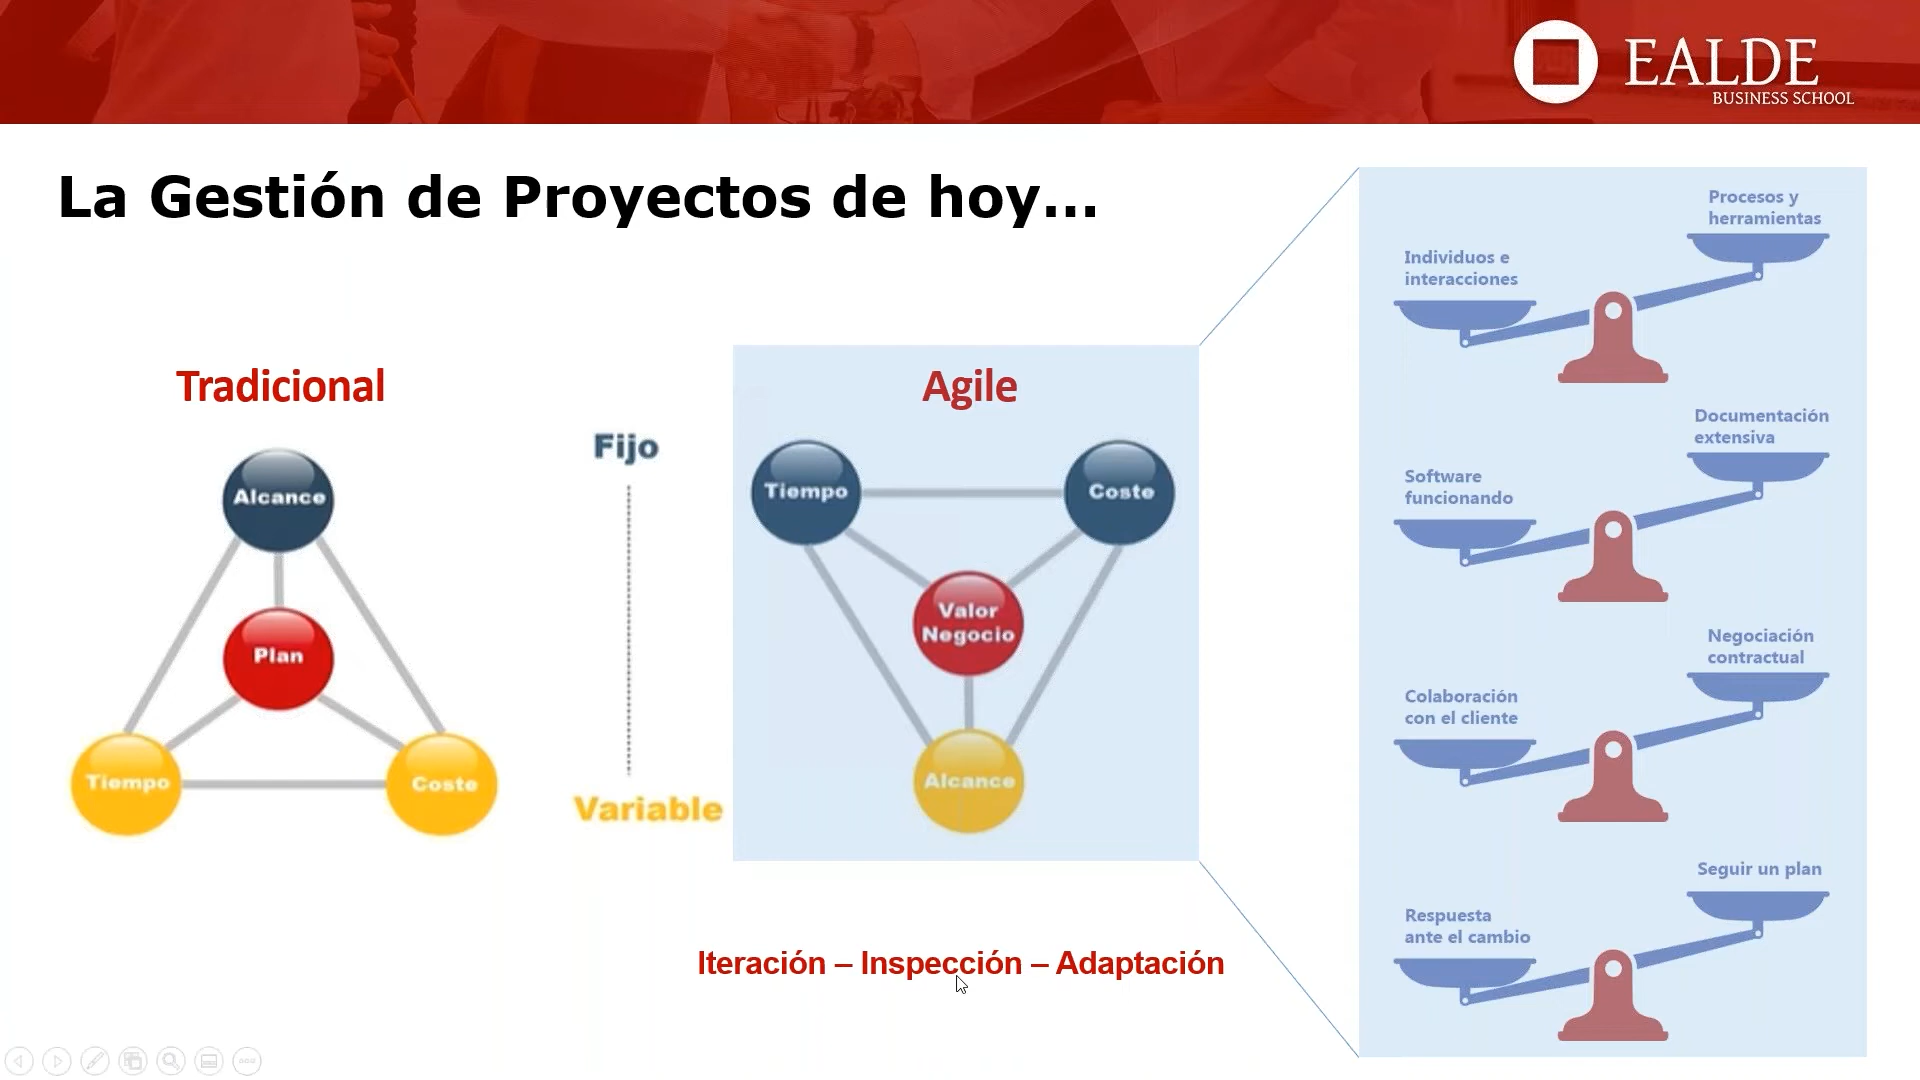 EALDE
BUSINESS SCHOOL
La Gestión de Proyectos de hoy...
Tradicional
Alcance
Plan
Tiempo
Coste
Fijo
Variable
Agile
Tiempo
Coste
Valor
Negocio
Alcance
Iteración – Inspección – Adaptación
Procesos y
herramientas
Individuos e
interacciones
Documentación
extensiva
Software
funcionando
Negociación
contractual
Colaboración
con el cliente
Seguir un plan
Respuesta
ante el cambio